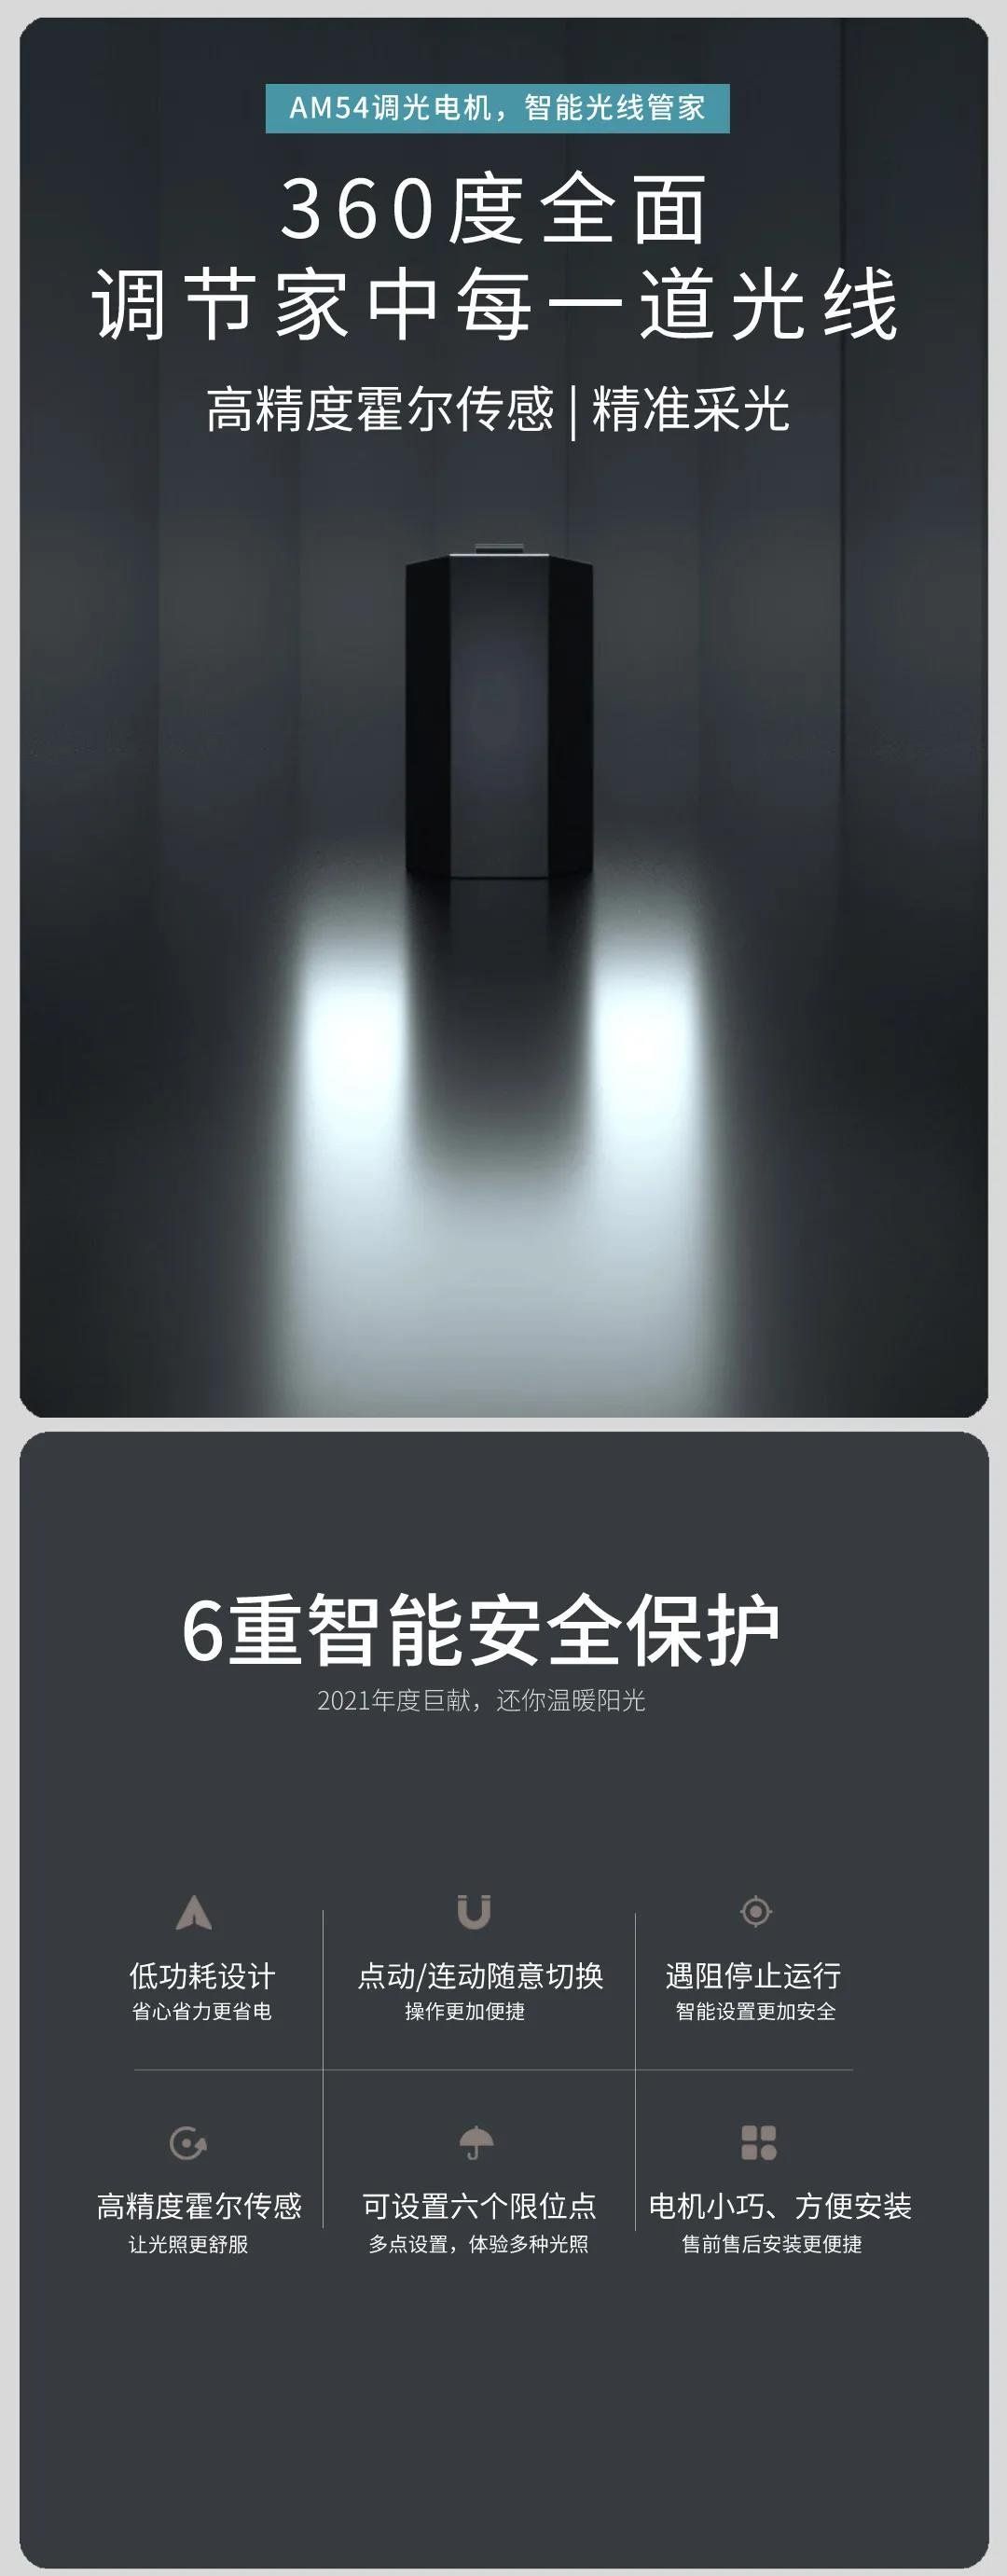 AM54调光电机，智能光线管家
360度全面
调节家中每一道光线
高精度霍尔传感|精准采光
6重智能安全保护
2021年度巨献，还你温暖阳光
低功耗设计
省心省力更省电
点动/连动随意切换
操作更加便捷
遇阻停止运行
智能设置更加安全
高精度霍尔传感
让光照更舒服
可设置六个限位点
多点设置，体验多种光照
电机小巧、方便安装
售前售后安装更便捷